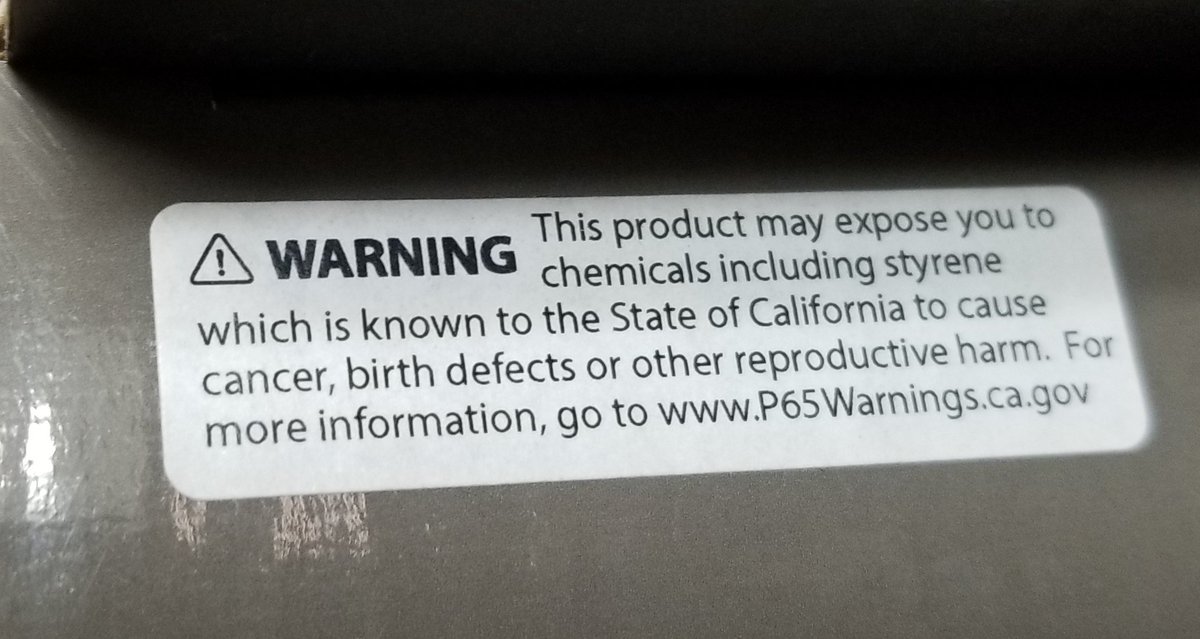 ⚠ WARNING This product may expose you to
chemicals including styrene
which is known to the State of California to cause
cancer, birth defects or other reproductive harm. For
more information, go to www.P65Warnings.ca.gov